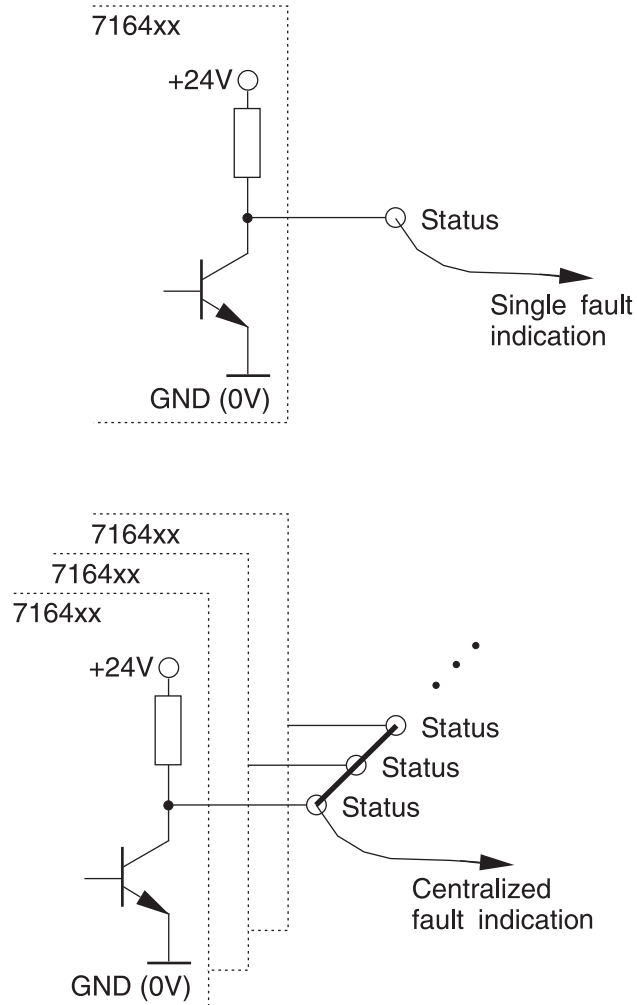 7164xx
+24V
Status
Single fault
indication
GND (0V)
7164xx
7164xx
7164xx
+24V
Status
Status
Status
Centralized
fault indication
GND (0V)